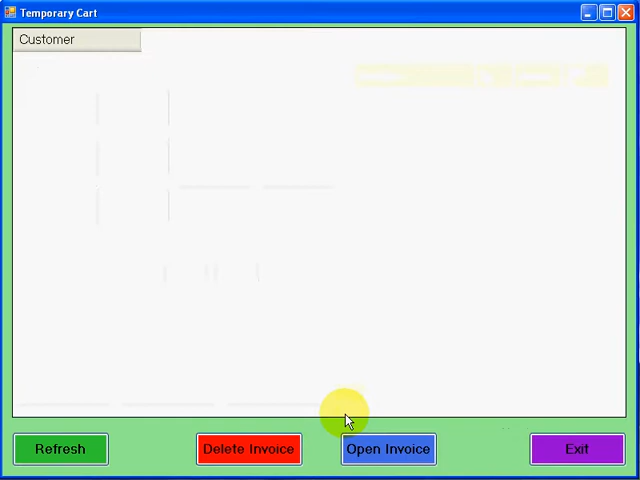 Temporary Cart
Customer
Refresh
Delete Invoice
Open Invoice
Exit